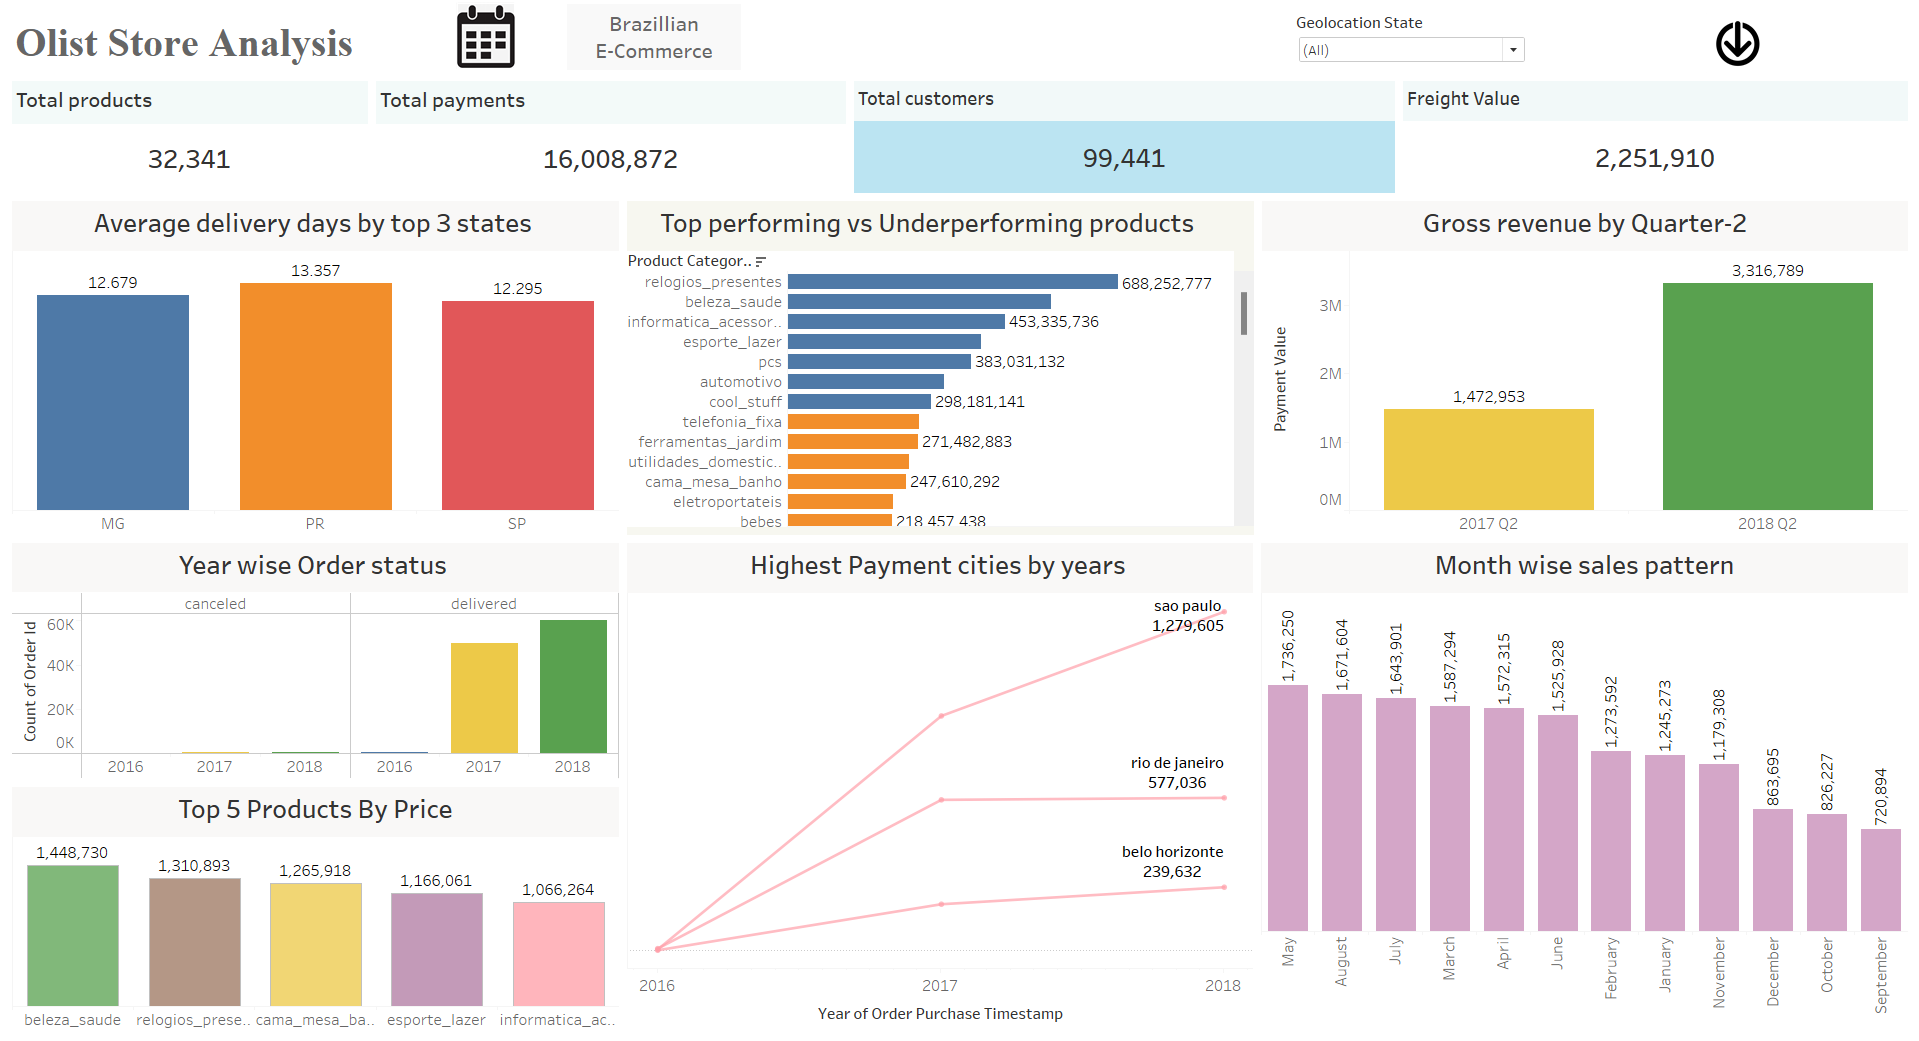 Olist Store Analysis
Brazillian
E-Commerce
Geolocation State
(All)
Total products
32,341
Total payments
16,008,872
Total customers
99,441
Freight Value
2,251,910
Average delivery days by top 3 states
12.679
13.357
12.295
MG
PR
SP
Top performing vs Underperforming products
Product Categor..
relogios_presentes 688,252,777
beleza_saude
informatica_acessor.. 453,335,736
esporte_lazer
pcs 383,031,132
automotivo
cool_stuff 298,181,141
telefonia_fixa
ferramentas_jardim 271,482,883
utilidades_domestic..
cama_mesa_banho 247,610,292
eletroportateis
bebes 218,457,438
Gross revenue by Quarter-2
Payment Value
3M
2M
1M
0M
1,472,953
3,316,789
2017 Q2
2018 Q2
Year wise Order status
canceled
delivered
Count of Order Id
60K
40K
20K
0K
2016
2017
2018
2016
2017
2018
Top 5 Products By Price
1,448,730
1,310,893
1,265,918
1,166,061
1,066,264
beleza_saude
relogios_prese..
cama_mesa_ba..
esporte_lazer
informatica_ac..
Highest Payment cities by years
sao paulo
1,279,605
rio de janeiro
577,036
belo horizonte
239,632
2016
2017
2018
Year of Order Purchase Timestamp
Month wise sales pattern
1,736,250
1,671,604
1,643,901
1,587,294
1,572,315
1,525,928
1,273,592
1,245,273
1,179,308
863,695
826,227
720,894
May
August
July
March
April
June
February
January
November
December
October
September